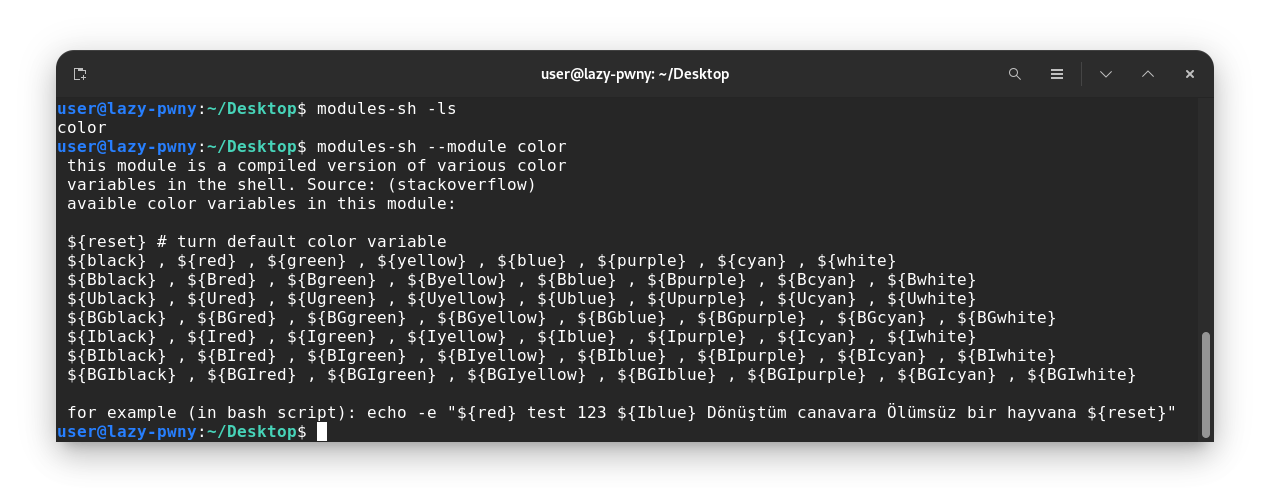 user@lazy-pwny: ~/Desktop
user@lazy-pwny:~/Desktop$ modules-sh -ls
color
user@lazy-pwny:~/Desktop$ modules-sh --module color
this module is a compiled version of various color
variables in the shell. Source: (stackoverflow)
avaible color variables in this module:
${reset} # turn default color variable
${black} , ${red} , ${green} , ${yellow} , ${blue} , ${purple} , ${cyan} , ${white}
${Bblack} , ${Bred} , ${Bgreen} , ${Byellow} , ${Bblue} , ${Bpurple} , ${Bcyan} , ${Bwhite}
${Ublack} , ${Ured} , ${Ugreen} , ${Uyellow} , ${Ublue} , ${Upurple} , ${Ucyan} , ${Uwhite}
${BGblack} , ${BGred} , ${BGgreen} , ${BGyellow} , ${BGblue} , ${BGpurple} , ${BGcyan} , ${BGwhite}
${Iblack} , ${Ired} , ${Igreen} , ${Iyellow} , ${Iblue} , ${Ipurple} , ${Icyan} , ${Iwhite}
${BIblack} , ${BIred} , ${BIgreen} , ${BIyellow} , ${BIblue} , ${BIpurple} , ${BIcyan} , ${BIwhite}
${BGIblack} , ${BGIred} , ${BGIgreen} , ${BGIyellow} , ${BGIblue} , ${BGIpurple} , ${BGIcyan} , ${BGIwhite}
for example (in bash script): echo -e "${red} test 123 ${Iblue} Dönüştüm canavara Ölümsüz bir hayvana ${reset}"
user@lazy-pwny:~/Desktop$